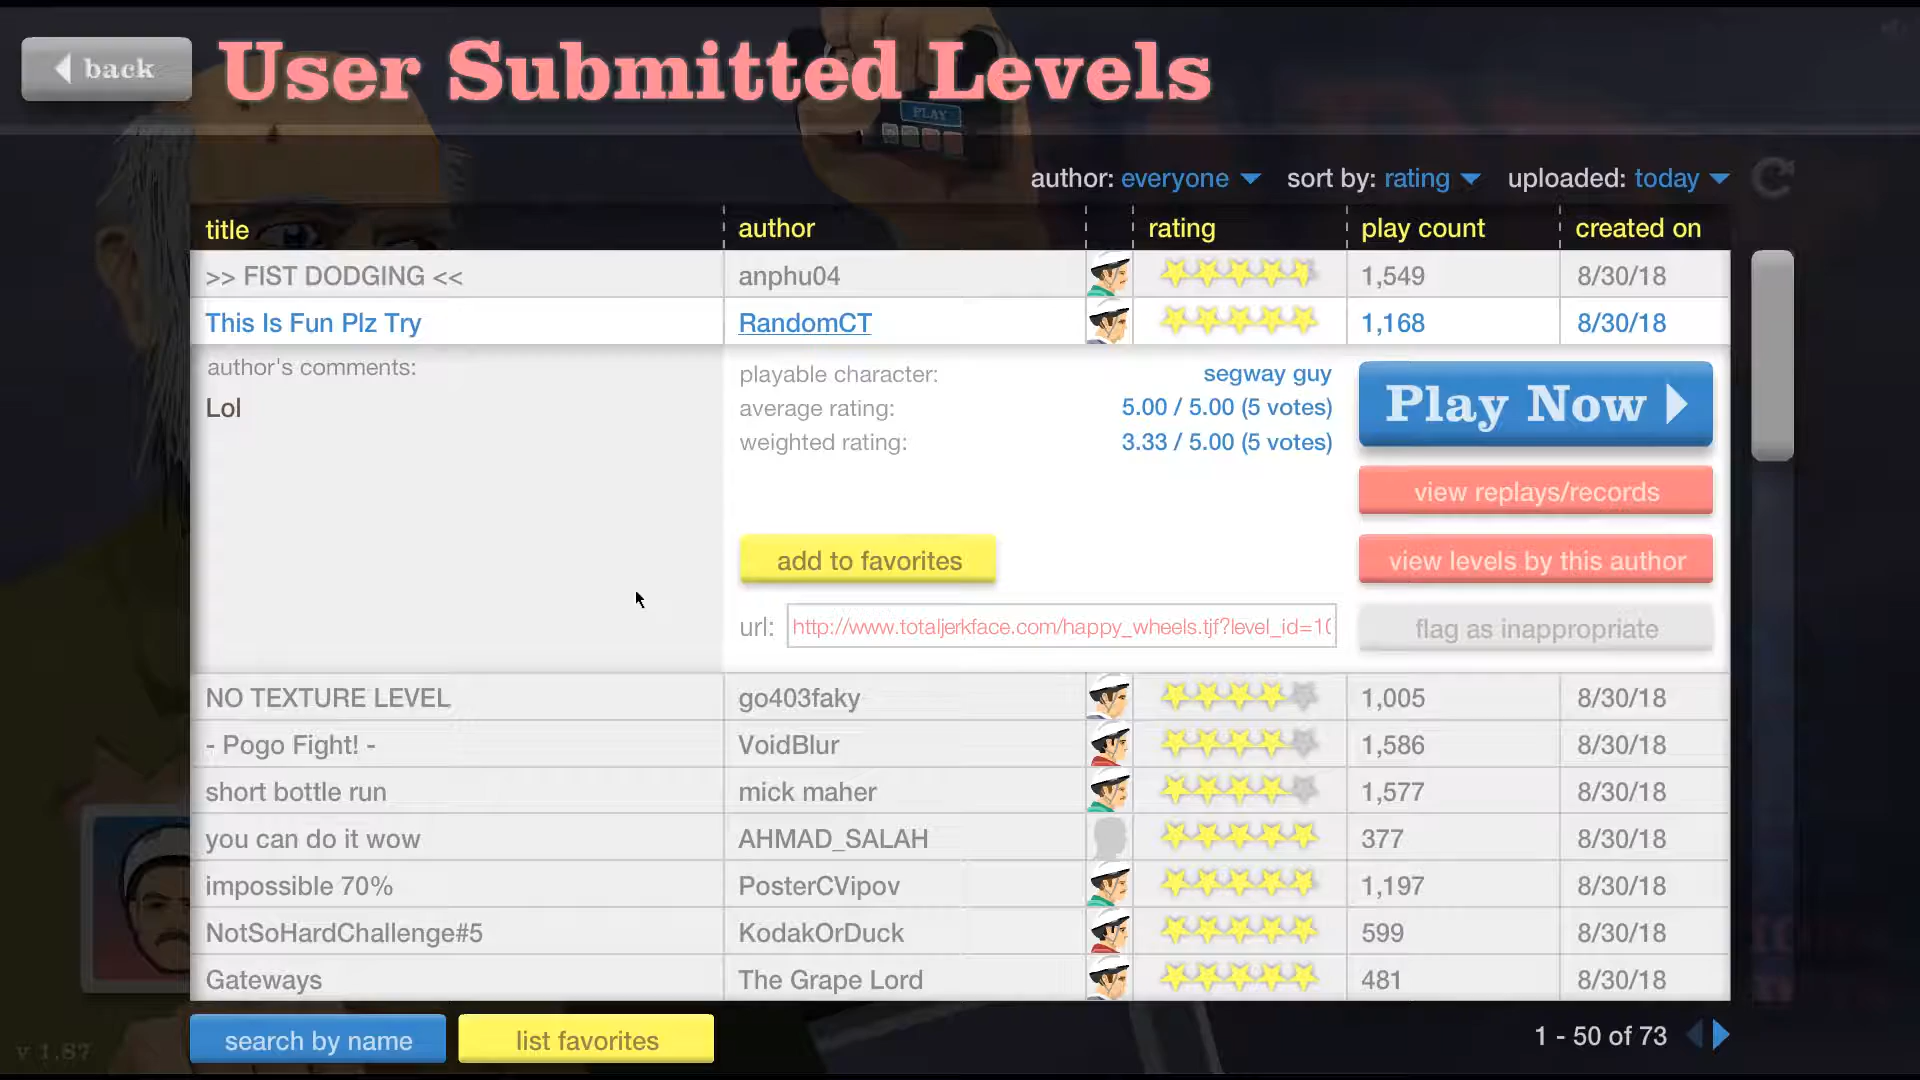 back
User Submitted Levels
PLAY
author: everyone sort by: rating uploaded: today
title author rating play count created on
>> FIST DODGING << anphu04 1,549 8/30/18
This Is Fun Plz Try RandomCT 1,168 8/30/18
author's comments:
Lol
playable character: segway guy
average rating: 5.00 / 5.00 (5 votes)
weighted rating: 3.33 / 5.00 (5 votes)
Play Now
view replays/records
add to favorites
view levels by this author
url: http://www.totaljerkface.com/happy_wheels.tjf?level_id=10
flag as inappropriate
NO TEXTURE LEVEL go403faky 1,005 8/30/18
- Pogo Fight! - VoidBlur 1,586 8/30/18
short bottle run mick maher 1,577 8/30/18
you can do it wow AHMAD_SALAH 377 8/30/18
impossible 70% PosterCVipov 1,197 8/30/18
NotSoHardChallenge#5 KodakOrDuck 599 8/30/18
Gateways The Grape Lord 481 8/30/18
search by name list favorites 1 - 50 of 73
v 1.87